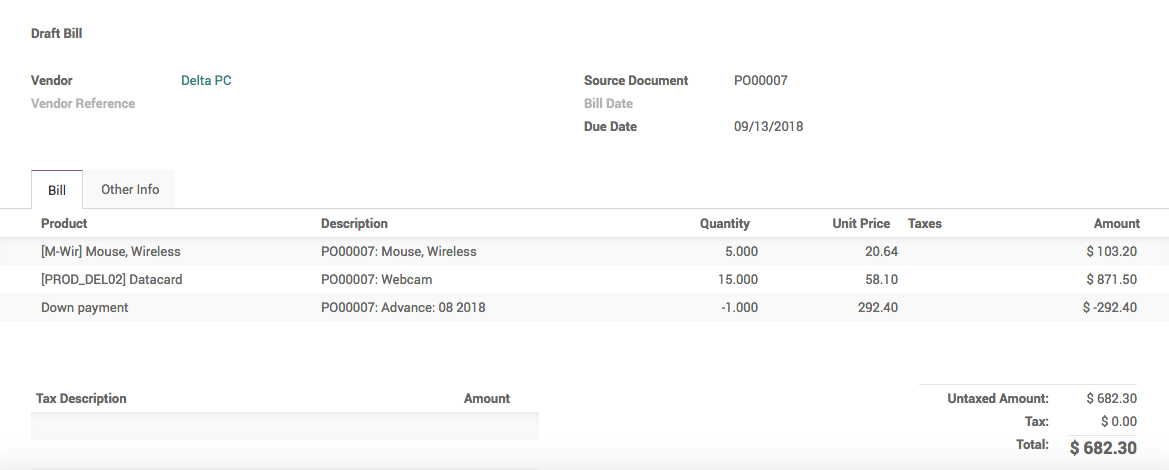 Draft Bill
Vendor Delta PC Source Document PO00007
Vendor Reference Bill Date
Due Date 09/13/2018
Bill Other Info
Product Description Quantity Unit Price Taxes Amount
[M-Wir] Mouse, Wireless PO00007: Mouse, Wireless 5.000 20.64 $ 103.20
[PROD_DEL02] Datacard PO00007: Webcam 15.000 58.10 $ 871.50
Down payment PO00007: Advance: 08 2018 -1.000 292.40 $ -292.40
Tax Description Amount Untaxed Amount: $ 682.30
Tax: $ 0.00
Total: $ 682.30